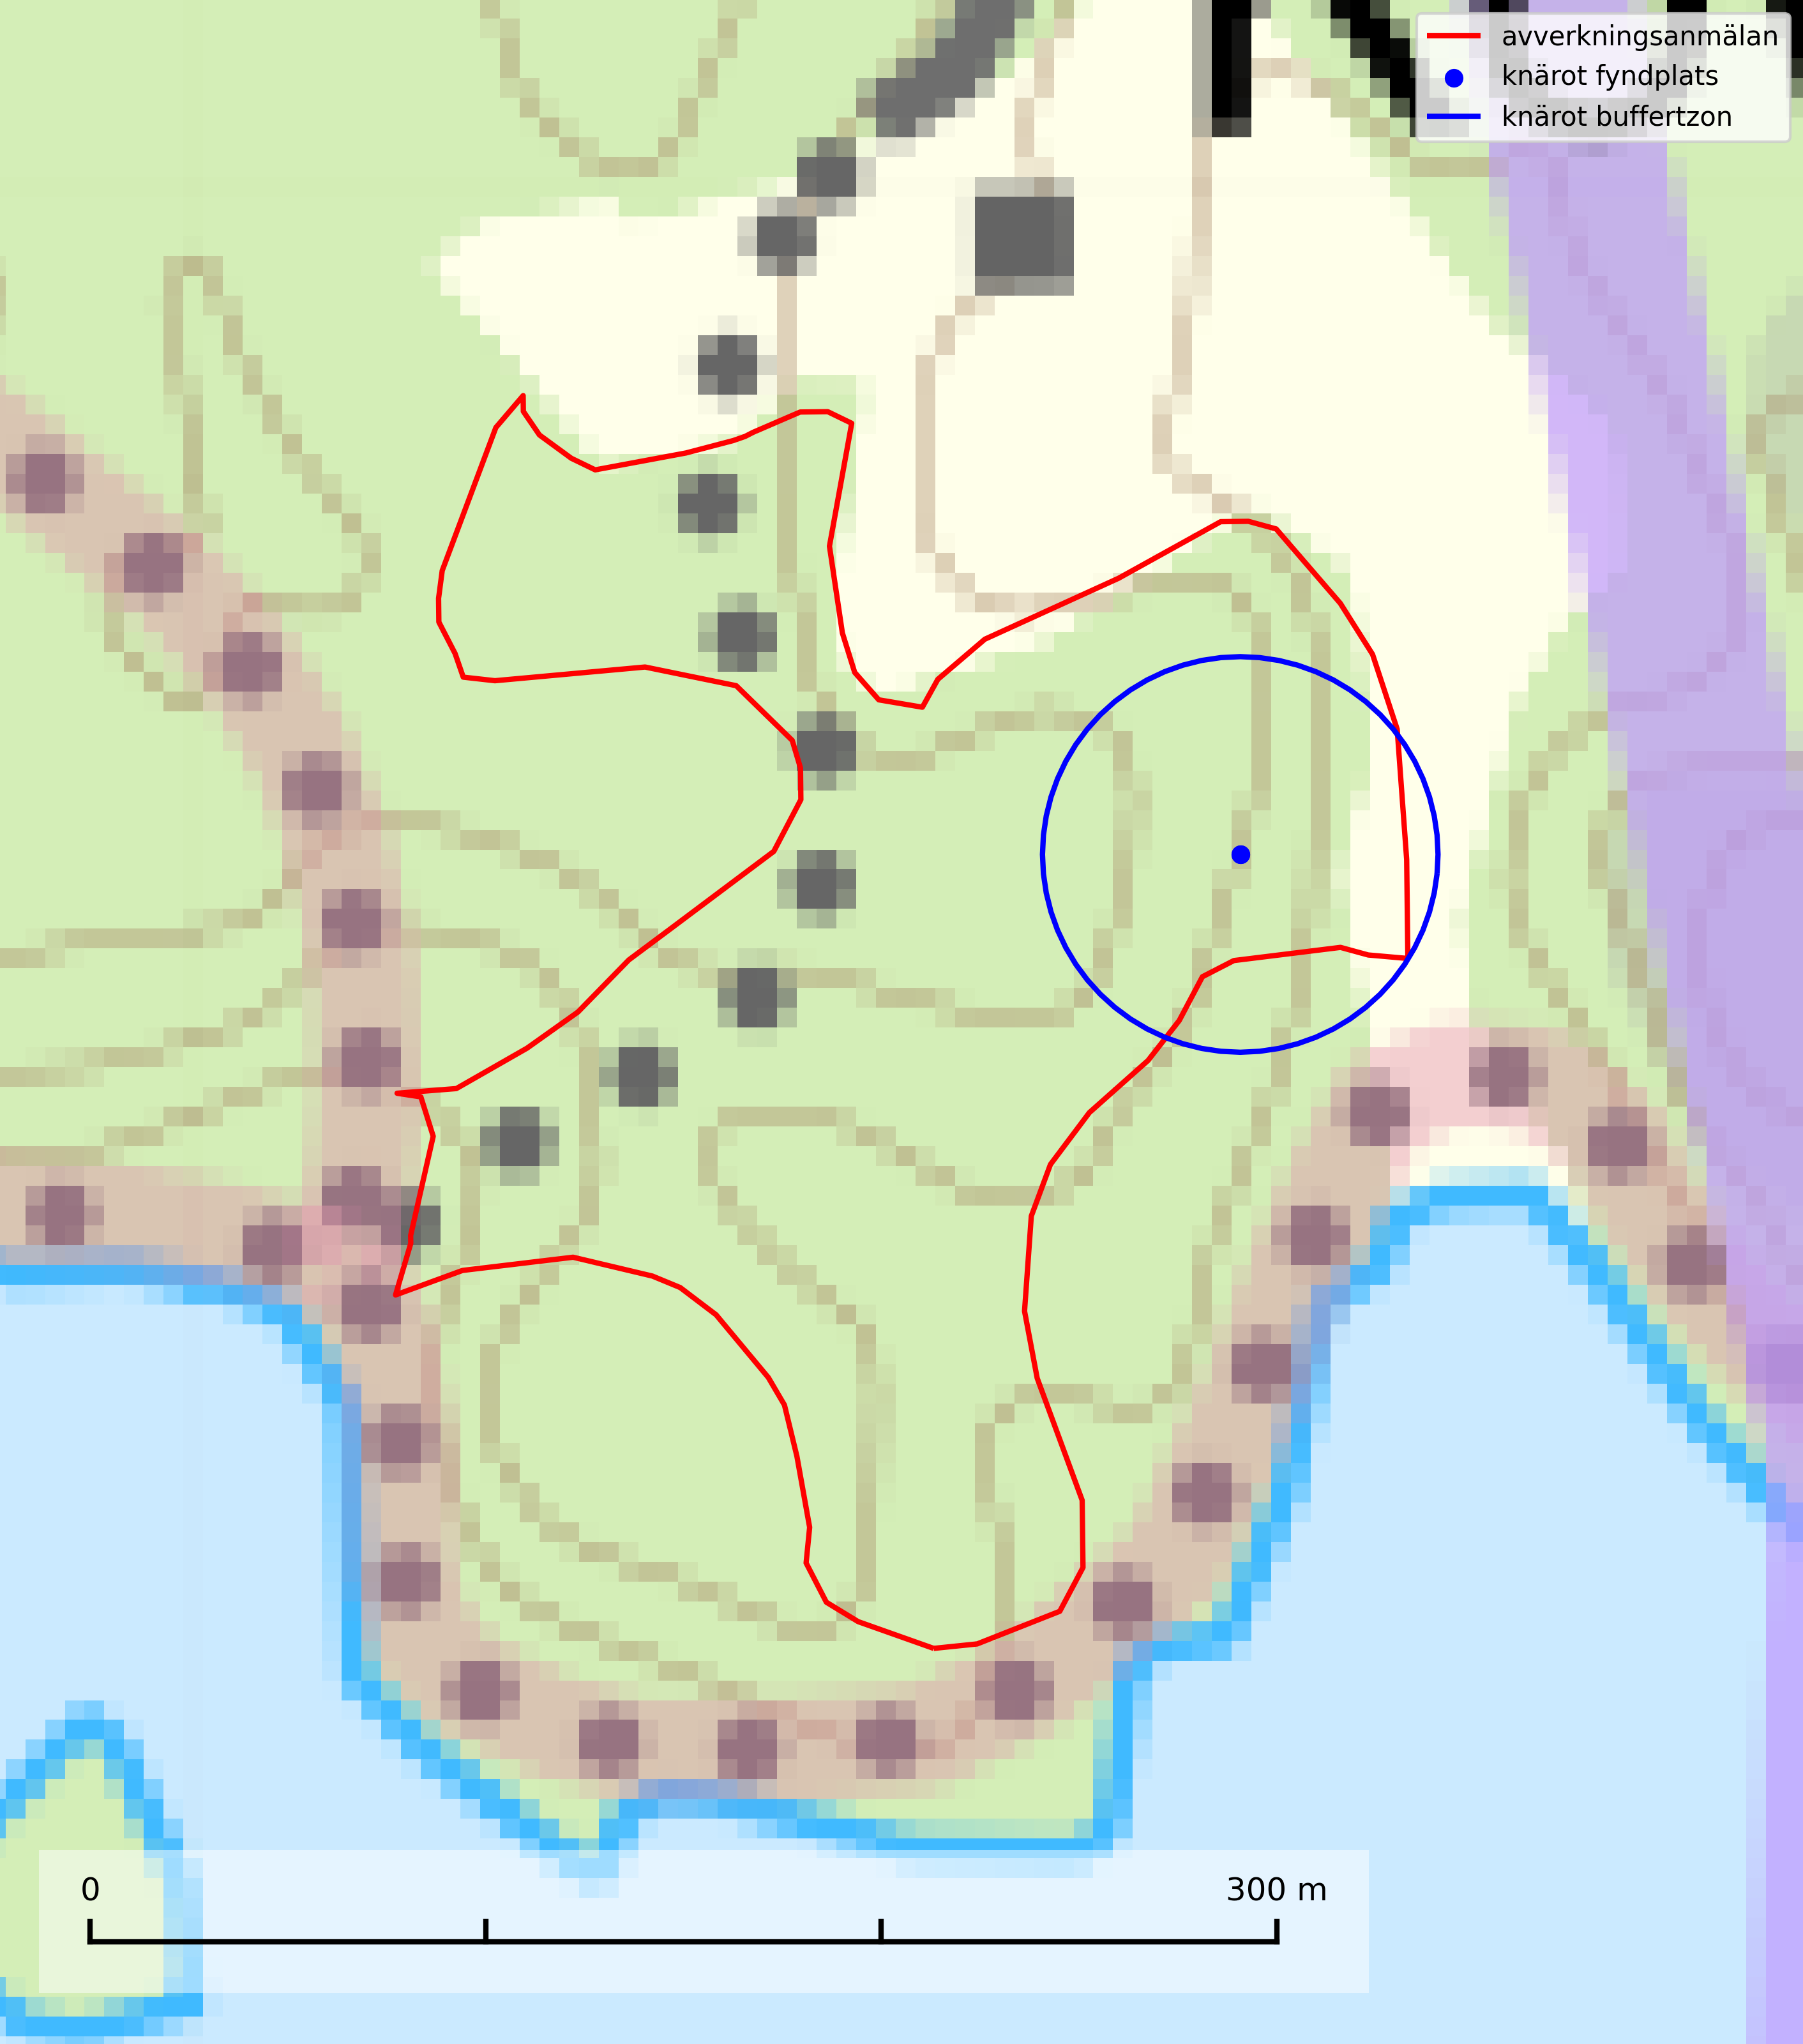 avverkningsanmälan
knärot fyndplats
knärot buffertzon
0
300 m